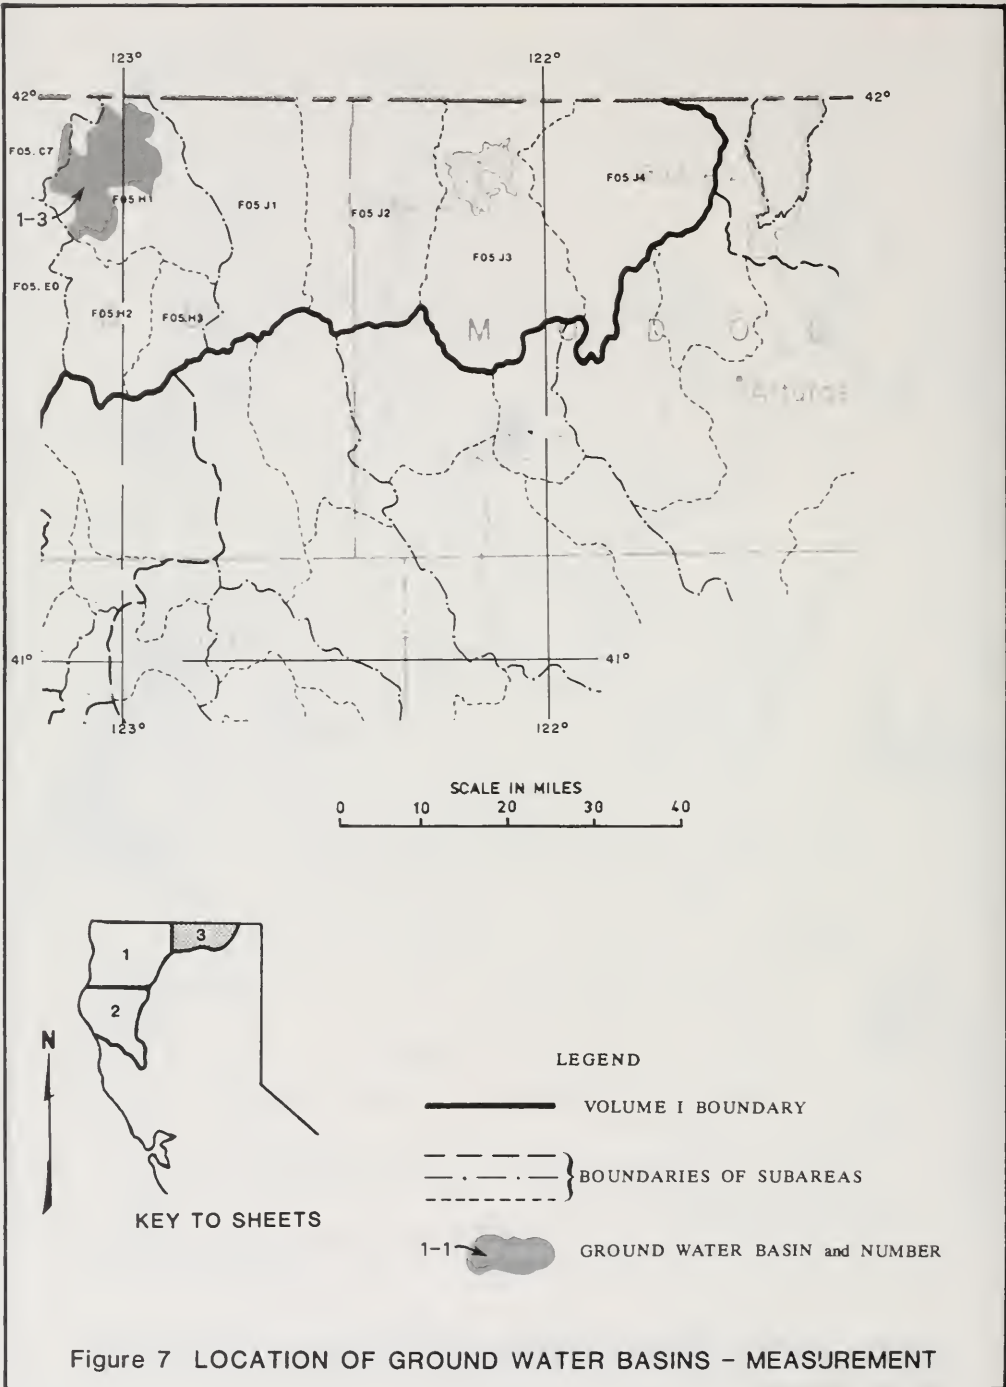 123°
122°
42°
42°
F05.C7
F05.H1
1-3
F05.J1
F05.J2
F05.J4
F05.J3
F05.E0
F05.H2
F05.H3
M O D O
Alturas
41°
41°
123°
122°
SCALE IN MILES
0 10 20 30 40
1
3
2
N
KEY TO SHEETS
LEGEND
VOLUME I BOUNDARY
BOUNDARIES OF SUBAREAS
1-1
GROUND WATER BASIN and NUMBER
Figure 7 LOCATION OF GROUND WATER BASINS – MEASUREMENT